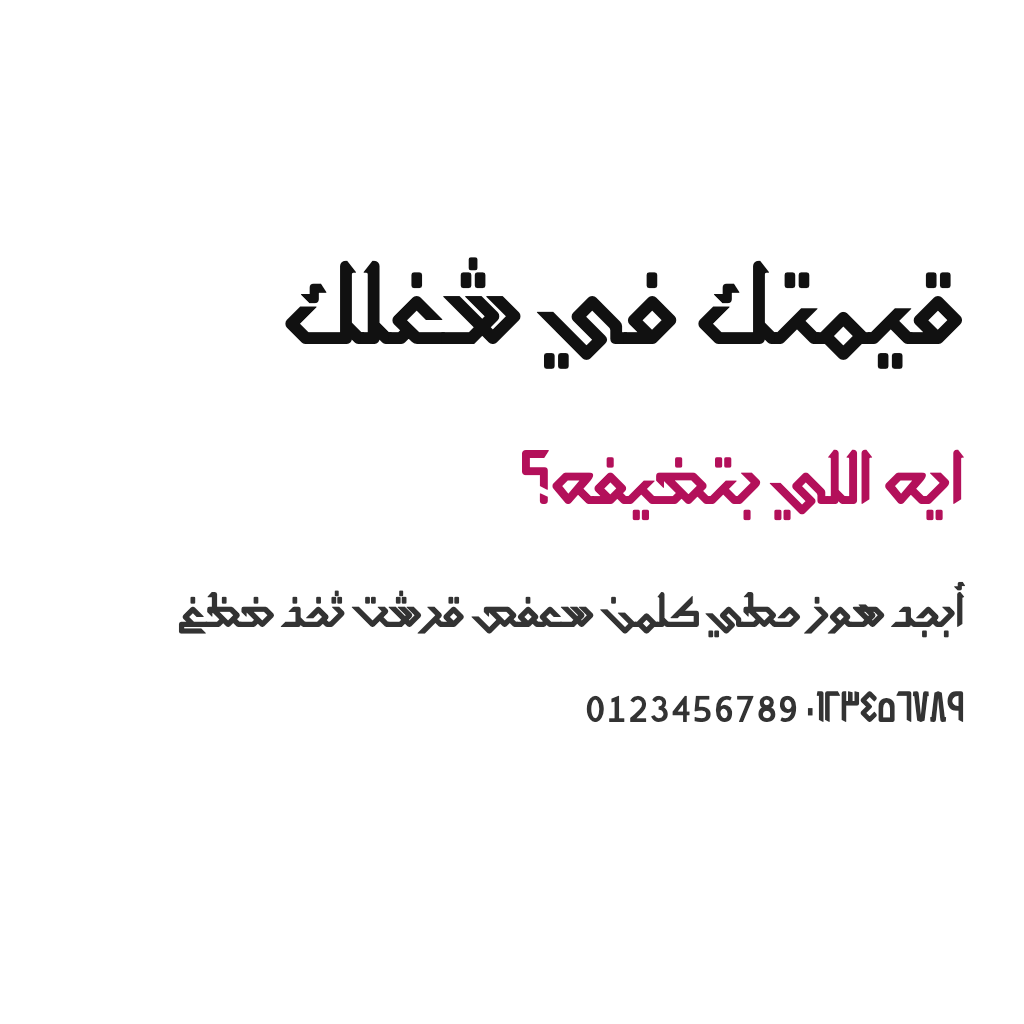 قيمتك في شغلك
ايه اللي بتضيفه؟
أبجد هوز حطي كلمن سعفص قرشت ثخذ ضظغ
٠١٢٣٤٥٦٧٨٩ 0123456789